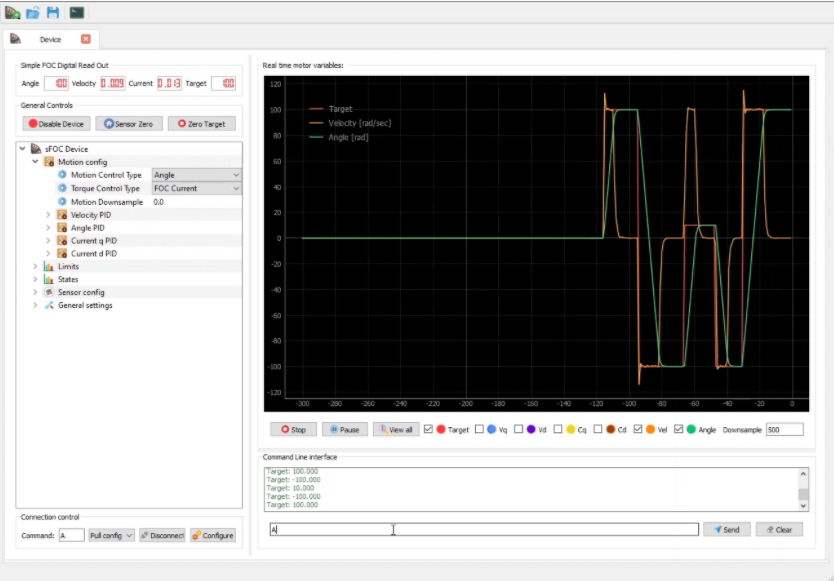 Device
Simple FOC Digital Read Out
Angle 100 Velocity 0.009 Current 0.013 Target 100
General Controls
Disable Device Sensor Zero Zero Target
sFOC Device
Motion config
Motion Control Type Angle
Torque Control Type FOC Current
Motion Downsample 0.0
Velocity PID
Angle PID
Current q PID
Current d PID
Limits
States
Sensor config
General settings
Connection control
Command: A Pull config Disconnect Configure
Real time motor variables:
120
100
80
60
40
20
0
-20
-40
-60
-80
-100
-120
Target
Velocity [rad/sec]
Angle [rad]
-300 -280 -260 -240 -220 -200 -180 -160 -140 -120 -100 -80 -60 -40 -20 0
Stop Pause View all Target Vq Vd Cq Cd Vel Angle Downsample 500
Command Line interface
Target: 100.000
Target: -100.000
Target: 10.000
Target: -100.000
Target: 100.000
A Send Clear